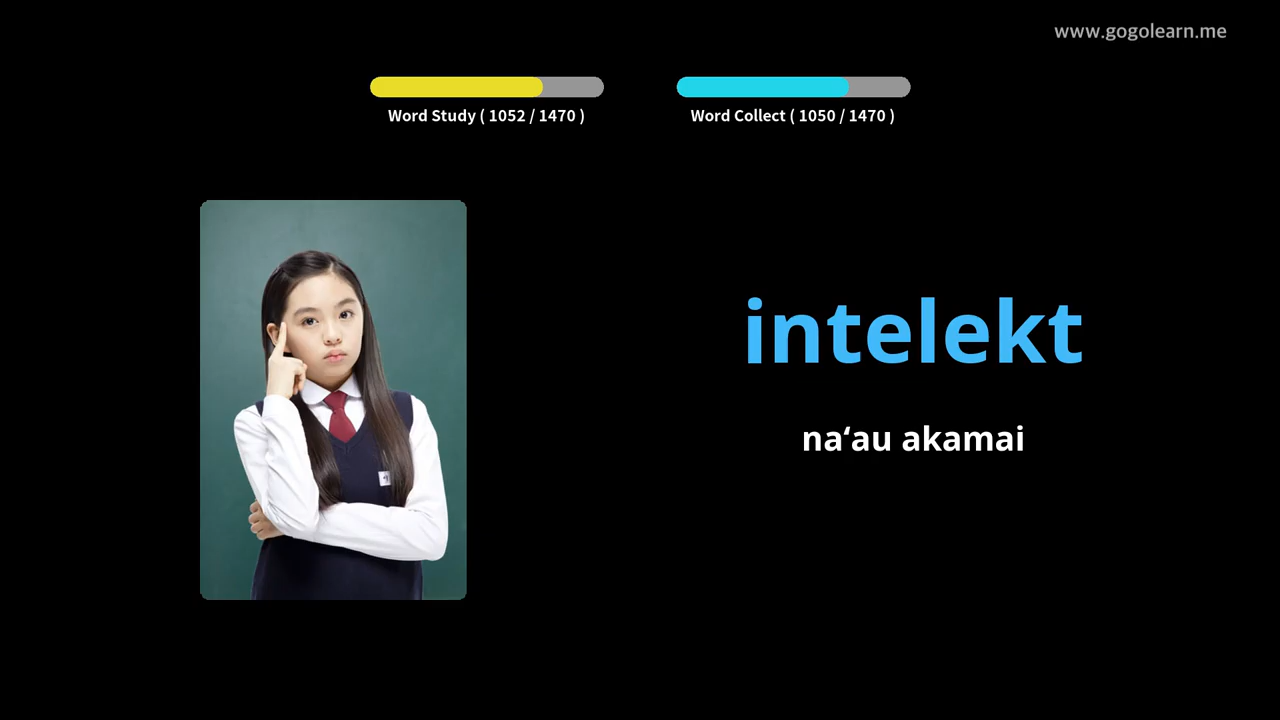 www.gogolearn.me
Word Study ( 1052 / 1470 )
Word Collect ( 1050 / 1470 )
intelekt
naʻau akamai